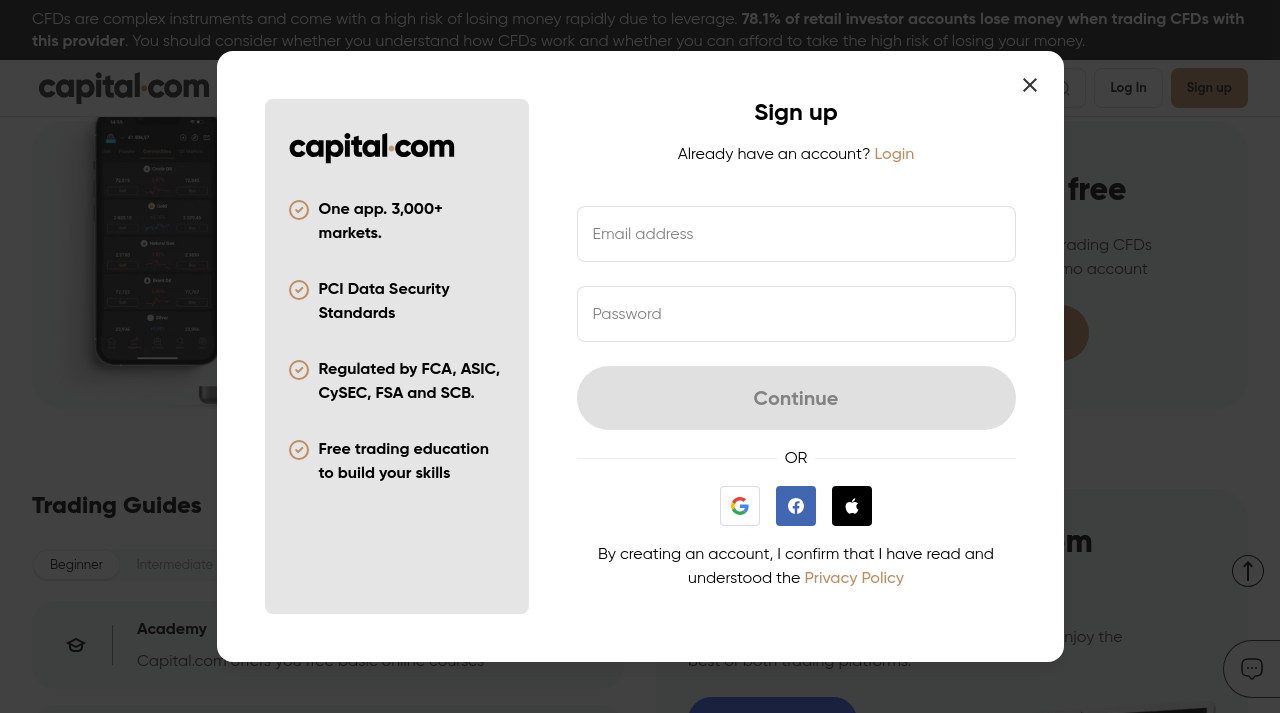 CFDs are complex instruments and come with a high risk of losing money rapidly due to leverage. 78.1% of retail investor accounts lose money when trading CFDs with
this provider. You should consider whether you understand how CFDs work and whether you can afford to take the high risk of losing your money.
capital.com
Log In
Sign up
Sign up
capital.com
Already have an account? Login
free
One app. 3,000+
markets.
Email address
trading CFDs
mo account
PCI Data Security
Standards
Password
Regulated by FCA, ASIC,
CySEC, FSA and SCB.
Continue
Free trading education
to build your skills
OR
Trading Guides
By creating an account, I confirm that I have read and
understood the Privacy Policy
Beginner
Intermediate
Academy
Capital.com offers you free basic online courses
njoy the
best of both trading platforms.